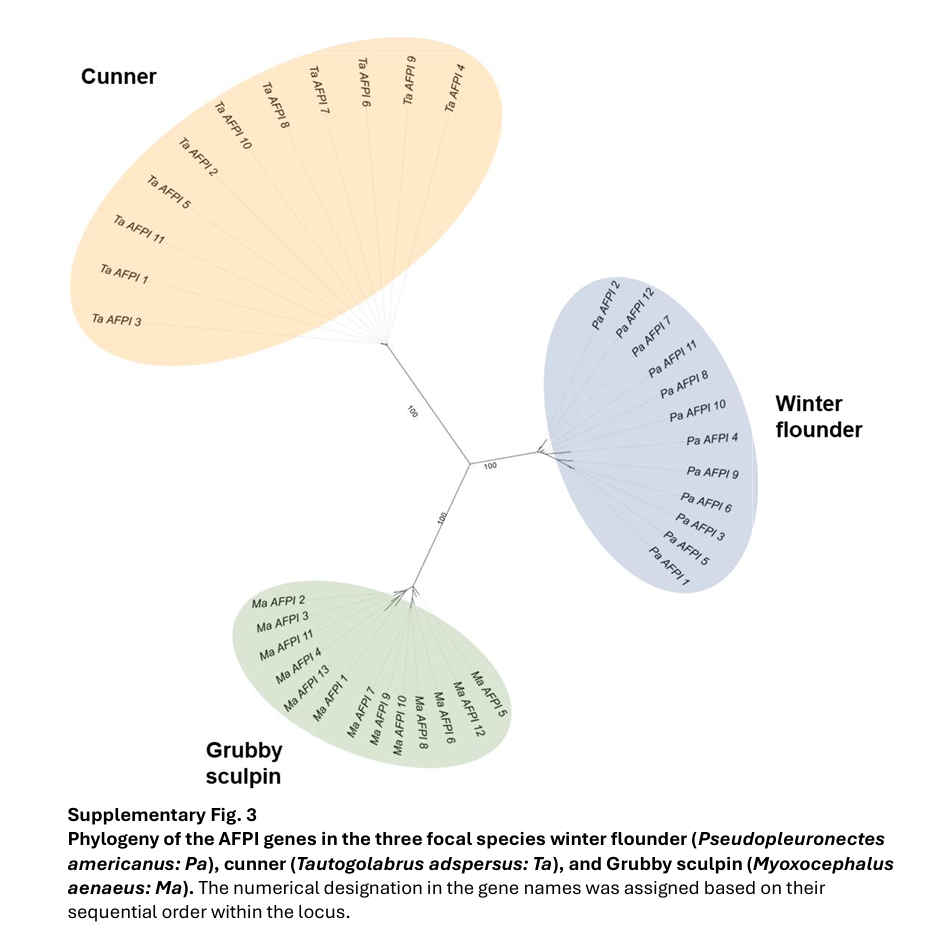 Cunner
Ta AFPI 4
Ta AFPI 9
Ta AFPI 6
Ta AFPI 7
Ta AFPI 8
Ta AFPI 10
Ta AFPI 2
Ta AFPI 5
Ta AFPI 11
Ta AFPI 1
Ta AFPI 3
100
Pa AFPI 2
Pa AFPI 12
Pa AFPI 7
Pa AFPI 11
Pa AFPI 8
Pa AFPI 10
Pa AFPI 4
Pa AFPI 9
Pa AFPI 6
Pa AFPI 3
Pa AFPI 5
Pa AFPI 1
Winter
flounder
100
100
Ma AFPI 2
Ma AFPI 3
Ma AFPI 11
Ma AFPI 4
Ma AFPI 13
Ma AFPI 1
Ma AFPI 7
Ma AFPI 9
Ma AFPI 10
Ma AFPI 8
Ma AFPI 6
Ma AFPI 12
Ma AFPI 5
Grubby
sculpin
Supplementary Fig. 3
Phylogeny of the AFPI genes in the three focal species winter flounder (Pseudopleuronectes
americanus: Pa), cunner (Tautogolabrus adspersus: Ta), and Grubby sculpin (Myoxocephalus
aenaeus: Ma). The numerical designation in the gene names was assigned based on their
sequential order within the locus.